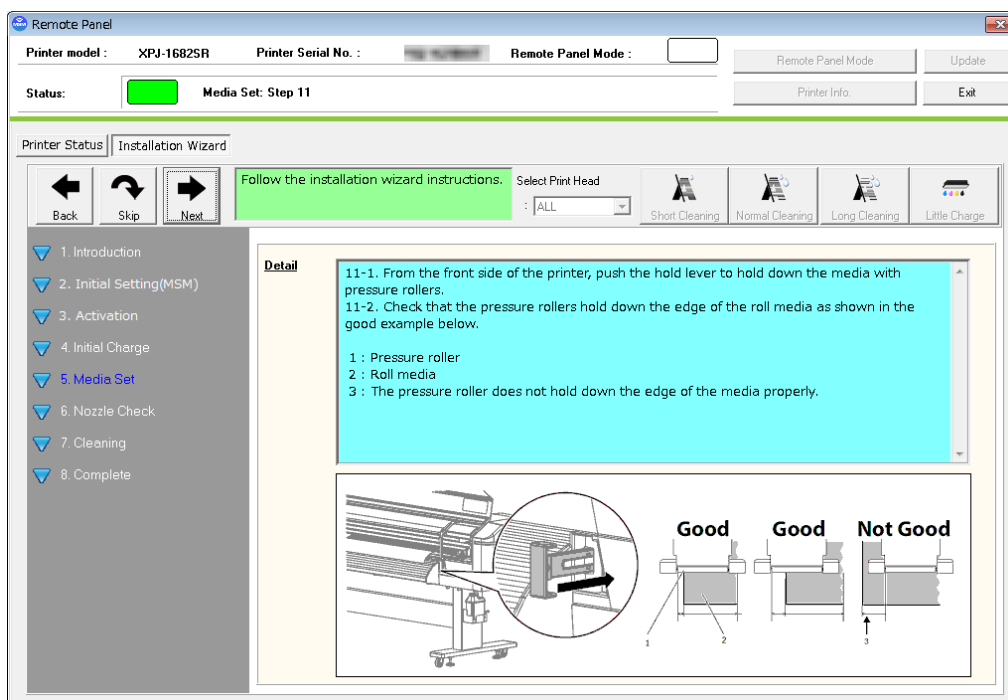 Remote Panel
Printer model : XPJ-1682SR Printer Serial No. : Remote Panel Mode :
Remote Panel Mode Update
Status: Media Set: Step 11
Printer Info. Exit
Printer Status Installation Wizard
Back Skip Next
Follow the installation wizard instructions.
Select Print Head
: ALL
Short Cleaning Normal Cleaning Long Cleaning Little Charge
1. Introduction
2. Initial Setting(MSM)
3. Activation
4. Initial Charge
5. Media Set
6. Nozzle Check
7. Cleaning
8. Complete
Detail
11-1. From the front side of the printer, push the hold lever to hold down the media with
pressure rollers.
11-2. Check that the pressure rollers hold down the edge of the roll media as shown in the
good example below.
1 : Pressure roller
2 : Roll media
3 : The pressure roller does not hold down the edge of the media properly.
Good Good Not Good
1 2 3